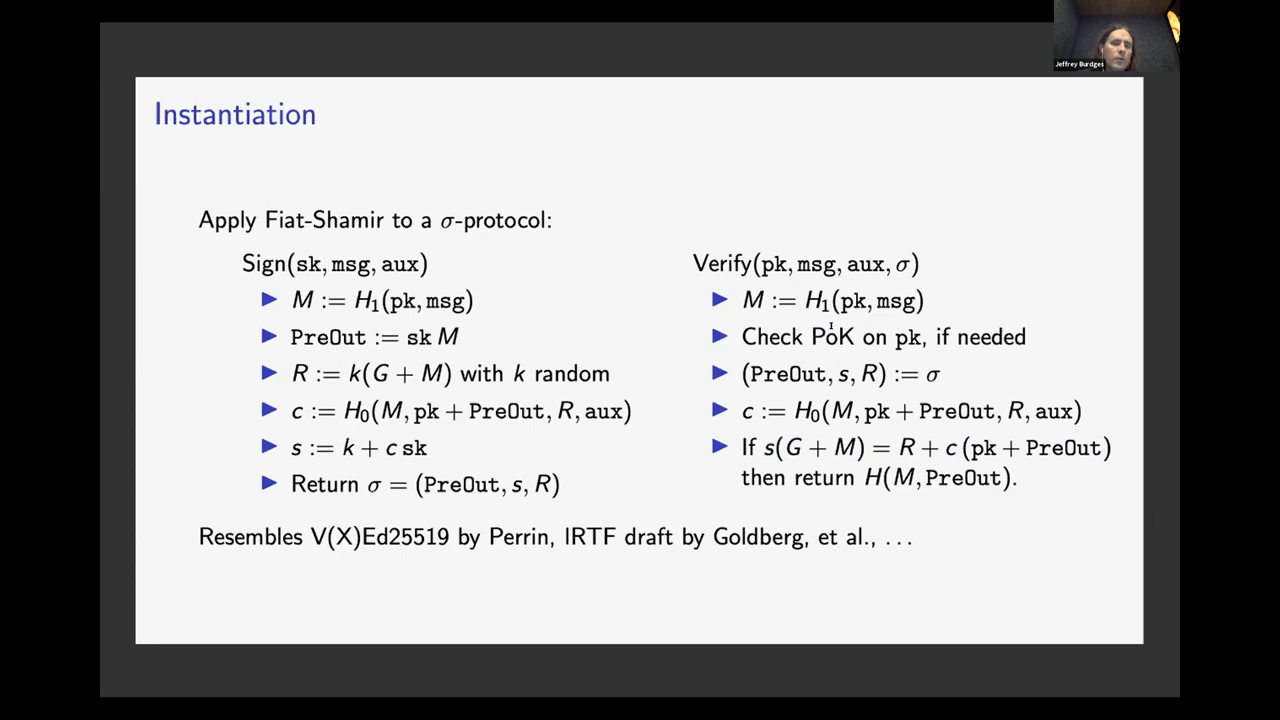 Jeffrey Burdges
Instantiation
Apply Fiat-Shamir to a σ-protocol:
Sign(sk, msg, aux)
▶ M := H₁(pk, msg)
▶ PreOut := sk M
▶ R := k(G + M) with k random
▶ c := H₀(M, pk + PreOut, R, aux)
▶ s := k + c sk
▶ Return σ = (PreOut, s, R)
Verify(pk, msg, aux, σ)
▶ M := H₁(pk, msg)
▶ Check PoK on pk, if needed
▶ (PreOut, s, R) := σ
▶ c := H₀(M, pk + PreOut, R, aux)
▶ If s(G + M) = R + c (pk + PreOut)
then return H(M, PreOut).
Resembles V(X)Ed25519 by Perrin, IRTF draft by Goldberg, et al., ...